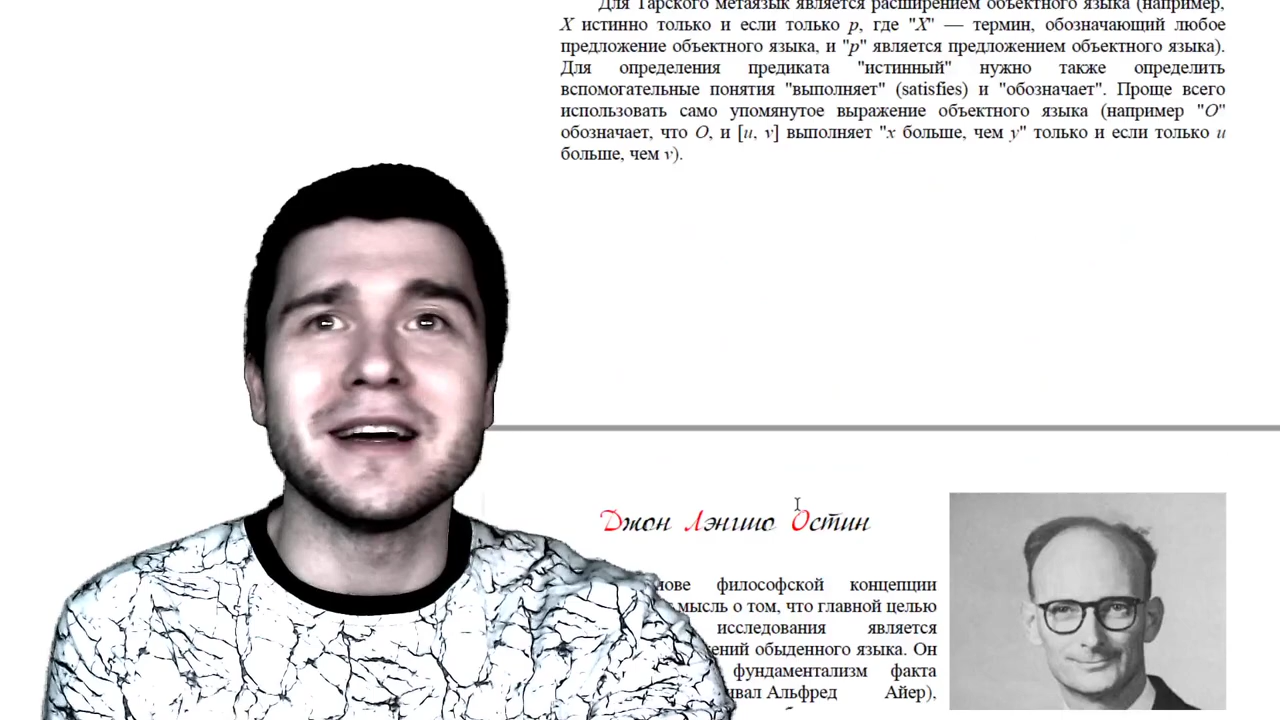 Для Тарского метаязык является расширением объектного языка (например,
X истинно только и если только p, где "X" — термин, обозначающий любое
предложение объектного языка, и "p" является предложением объектного языка).
Для определения предиката "истинный" нужно также определить
вспомогательные понятия "выполняет" (satisfies) и "обозначает". Проще всего
использовать само упомянутое выражение объектного языка (например "O"
обозначает, что O, и [u, v] выполняет "x больше, чем y" только и если только u
больше, чем v).
Джон Лэнгшо Остин
философской концепции
мысль о том, что главной целью
исследования является
обыденного языка. Он
фундаментализм факта
Альфред Айер),